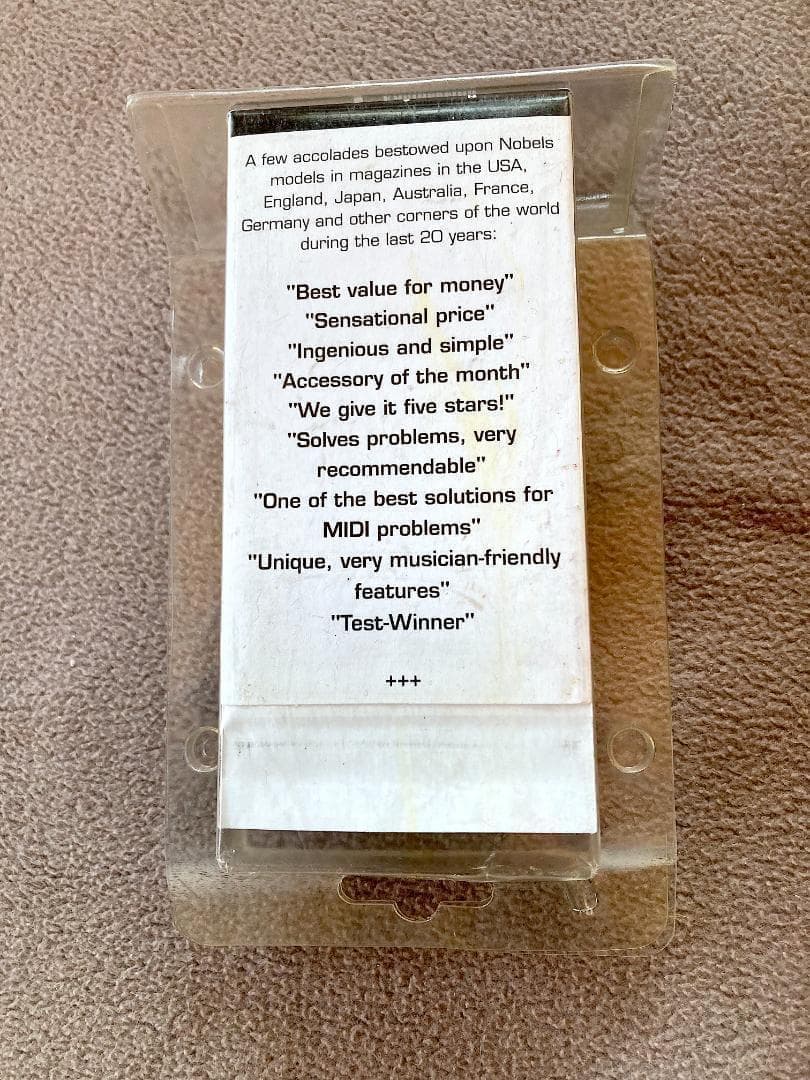 A few accolades bestowed upon Nobels
models in magazines in the USA,
England, Japan, Australia, France,
Germany and other corners of the world
during the last 20 years:
"Best value for money"
"Sensational price"
"Ingenious and simple"
"Accessory of the month"
"We give it five stars!"
"Solves problems, very
recommendable"
"One of the best solutions for
MIDI problems"
"Unique, very musician-friendly
features"
"Test-Winner"
+++